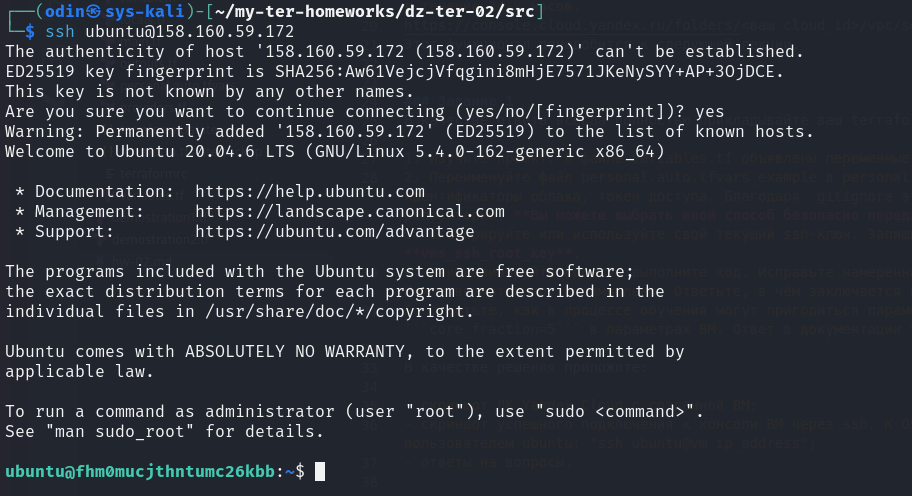 ┌──(odin㉿sys-kali)-[~/my-ter-homeworks/dz-ter-02/src]
└─$ ssh ubuntu@158.160.59.172
The authenticity of host '158.160.59.172 (158.160.59.172)' can't be established.
ED25519 key fingerprint is SHA256:Aw61VejcjVfqgini8mHjE7571JKeNySYY+AP+3OjDCE.
This key is not known by any other names.
Are you sure you want to continue connecting (yes/no/[fingerprint])? yes
Warning: Permanently added '158.160.59.172' (ED25519) to the list of known hosts.
Welcome to Ubuntu 20.04.6 LTS (GNU/Linux 5.4.0-162-generic x86_64)

 * Documentation:  https://help.ubuntu.com
 * Management:     https://landscape.canonical.com
 * Support:        https://ubuntu.com/advantage

The programs included with the Ubuntu system are free software;
the exact distribution terms for each program are described in the
individual files in /usr/share/doc/*/copyright.

Ubuntu comes with ABSOLUTELY NO WARRANTY, to the extent permitted by
applicable law.

To run a command as administrator (user "root"), use "sudo <command>".
See "man sudo_root" for details.

ubuntu@fhm0mucjthntumc26kbb:~$